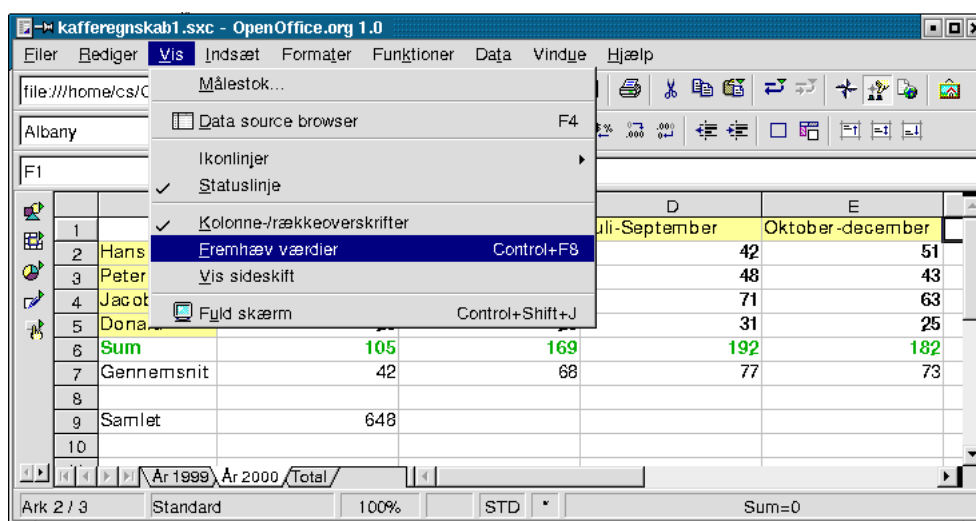 kafferegnskab1.sxc - OpenOffice.org 1.0
Filer Rediger Vis Indsæt Formater Funktioner Data Vindue Hjælp
file:///home/cs/
Målestok...
Albany
Data source browser F4
F1
Ikonlinjer
Statuslinje
Kolonne-/rækkeoverskrifter
Fremhæv værdier Control+F8
Vis sideskift
Fuld skærm Control+Shift+J
D E
1 uli-September Oktober-december
2 Hans 42 51
3 Peter 48 43
4 Jacob 71 63
5 31 25
6 Sum 105 169 192 182
7 Gennemsnit 42 68 77 73
8
9 Samlet 648
10
År 1999 År 2000 Total
Ark 2 / 3 Standard 100% STD * Sum=0